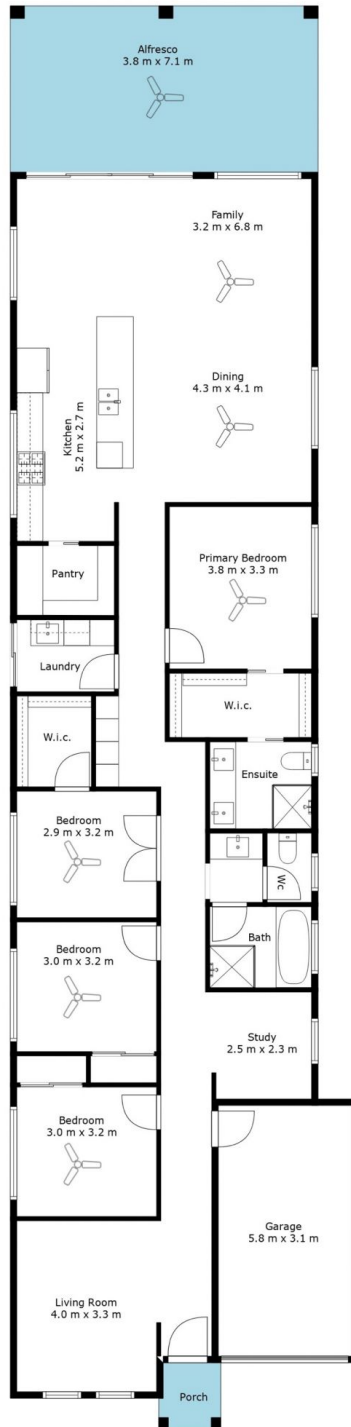 Alfresco
3.8 m x 7.1 m
Family
3.2 m x 6.8 m
Dining
4.3 m x 4.1 m
Kitchen
5.2 m x 2.7 m
Pantry
Primary Bedroom
3.8 m x 3.3 m
Laundry
W.i.c.
W.i.c.
Ensuite
Bedroom
2.9 m x 3.2 m
Wc
Bath
Bedroom
3.0 m x 3.2 m
Study
2.5 m x 2.3 m
Bedroom
3.0 m x 3.2 m
Garage
5.8 m x 3.1 m
Living Room
4.0 m x 3.3 m
Porch